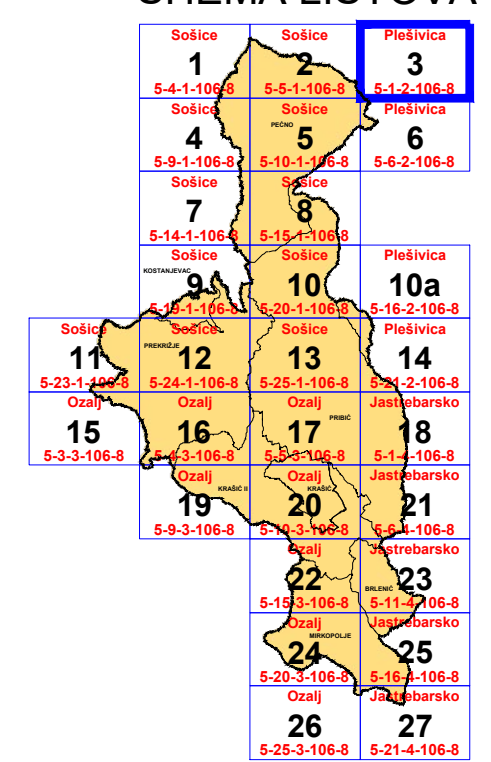 SHEMA LISTOVA
Sošice Sošice Plešivica
1 2 3
5-4-1-106-8 5-5-1-106-8 5-1-2-106-8
Sošice Sošice Plešivica
PEČNO
4 5 6
5-9-1-106-8 5-10-1-106-8 5-6-2-106-8
Sošice Sošice
7 8
5-14-1-106-8 5-15-1-106-8
Sošice Sošice Plešivica
KOSTANJEVAC
9 10 10a
5-19-1-106-8 5-20-1-106-8 5-16-2-106-8
Sošice Sošice Sošice Plešivica
PREKRIŽJE
11 12 13 14
5-23-1-106-8 5-24-1-106-8 5-25-1-106-8 5-21-2-106-8
Ozalj Ozalj Ozalj Jastrebarsko
PRIBIĆ
15 16 17 18
5-3-3-106-8 5-4-3-106-8 5-5-3-106-8 5-1-4-106-8
Ozalj Ozalj Jastrebarsko
KRAŠIĆ II KRAŠIĆ
19 20 21
5-9-3-106-8 5-10-3-106-8 5-6-4-106-8
Ozalj Jastrebarsko
22 23
BRLENIĆ
5-15-3-106-8 5-11-4-106-8
Ozalj Jastrebarsko
MIRKOPOLJE
24 25
5-20-3-106-8 5-16-4-106-8
Ozalj Jastrebarsko
26 27
5-25-3-106-8 5-21-4-106-8